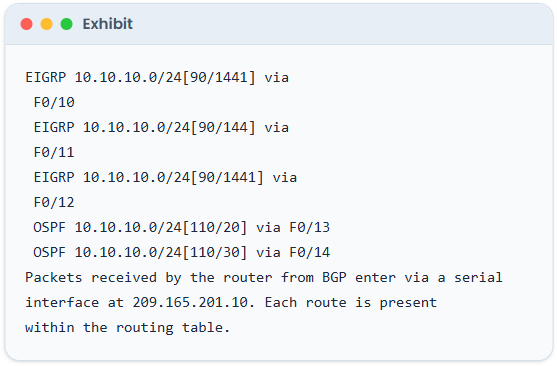 Exhibit
EIGRP 10.10.10.0/24[90/1441] via
F0/10
EIGRP 10.10.10.0/24[90/144] via
F0/11
EIGRP 10.10.10.0/24[90/1441] via
F0/12
OSPF 10.10.10.0/24[110/20] via F0/13
OSPF 10.10.10.0/24[110/30] via F0/14
Packets received by the router from BGP enter via a serial
interface at 209.165.201.10. Each route is present
within the routing table.